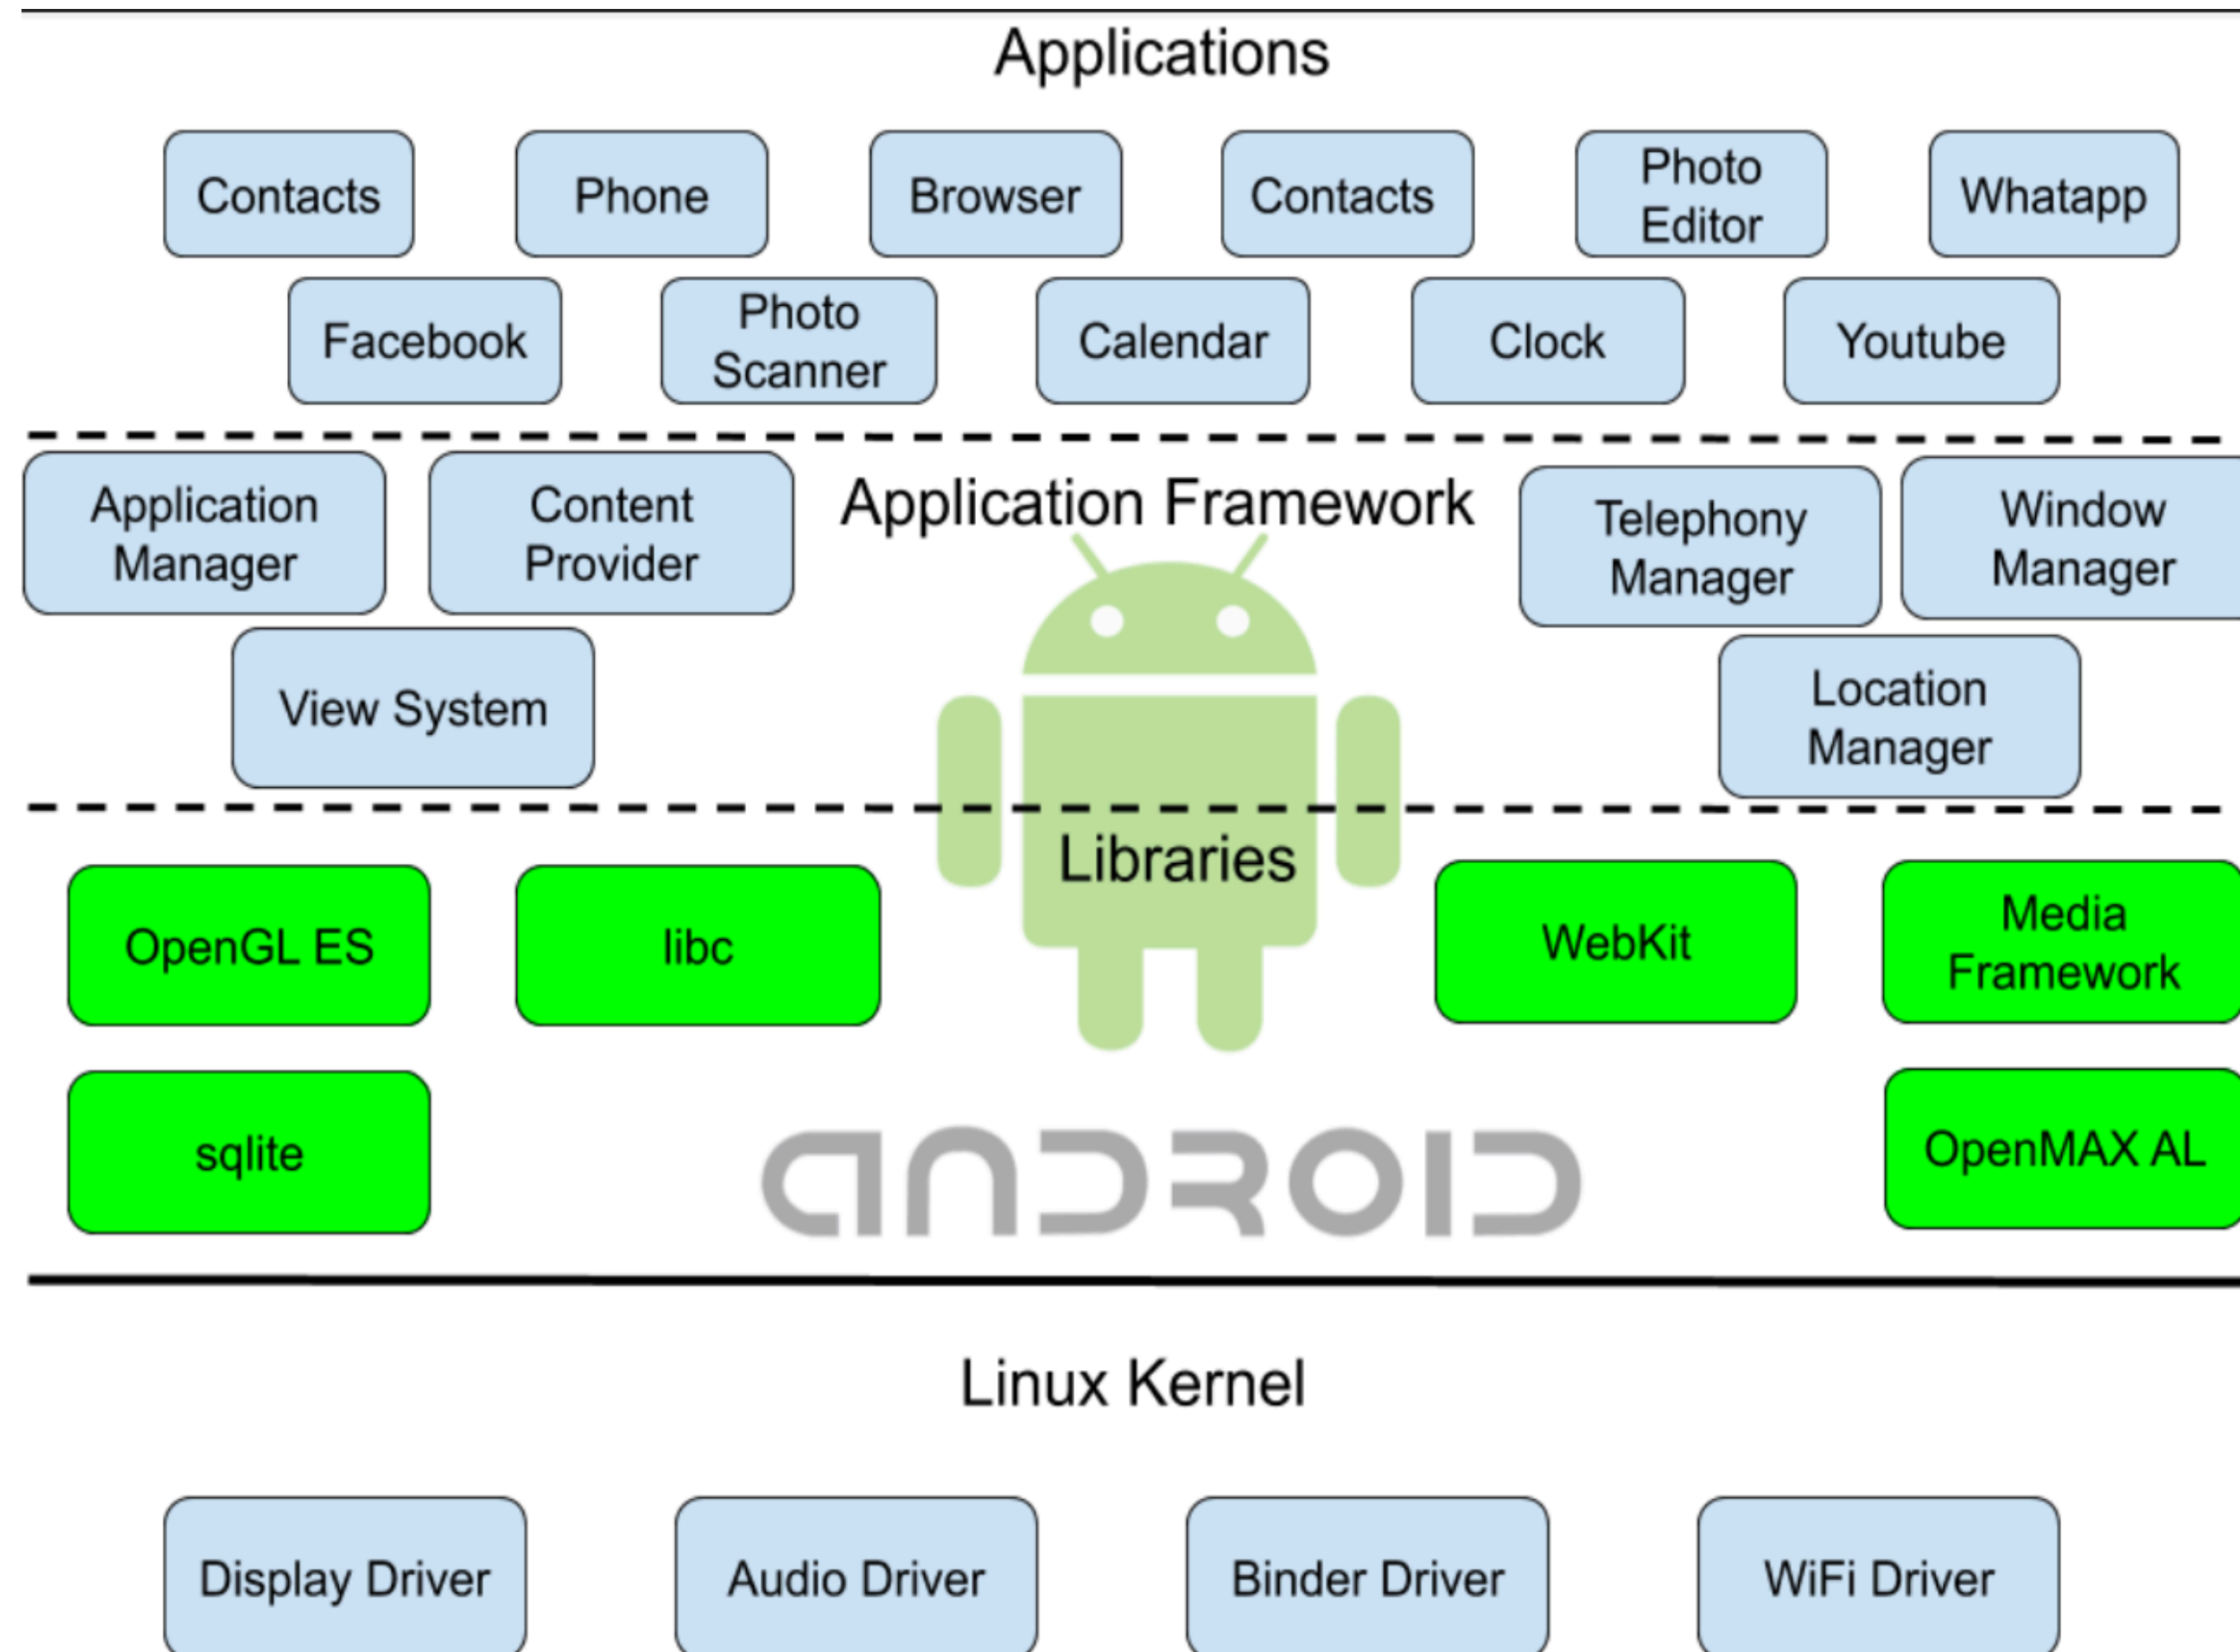 Applications
Contacts
Phone
Browser
Contacts
Photo
Editor
Whatapp
Facebook
Photo
Scanner
Calendar
Clock
Youtube
Application
Manager
Content
Provider
Application Framework
Telephony
Manager
Window
Manager
View System
Location
Manager
Libraries
OpenGL ES
libc
WebKit
Media
Framework
sqlite
ANDROID
OpenMAX AL
Linux Kernel
Display Driver
Audio Driver
Binder Driver
WiFi Driver